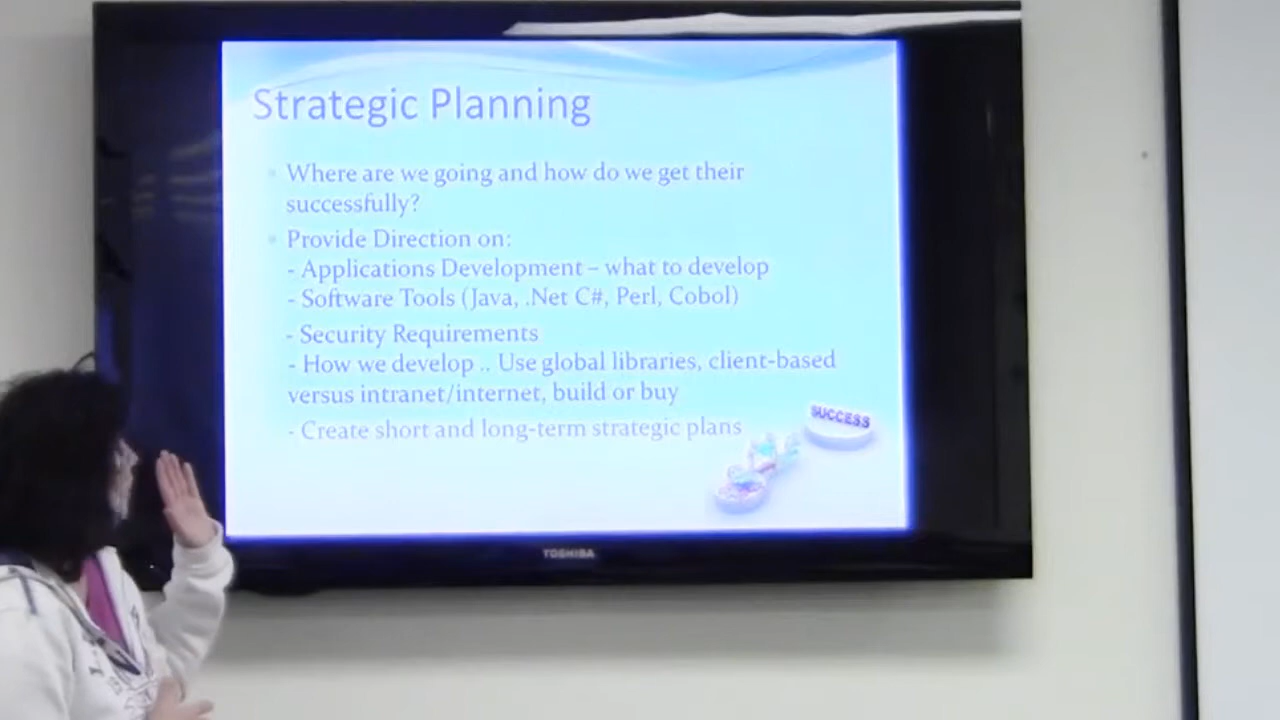 Strategic Planning
Where are we going and how do we get their
successfully?
Provide Direction on:
- Applications Development – what to develop
- Software Tools (Java, .Net C#, Perl, Cobol)
- Security Requirements
- How we develop .. Use global libraries, client-based
versus intranet/internet, build or buy
- Create short and long-term strategic plans
SUCCESS
TOSHIBA